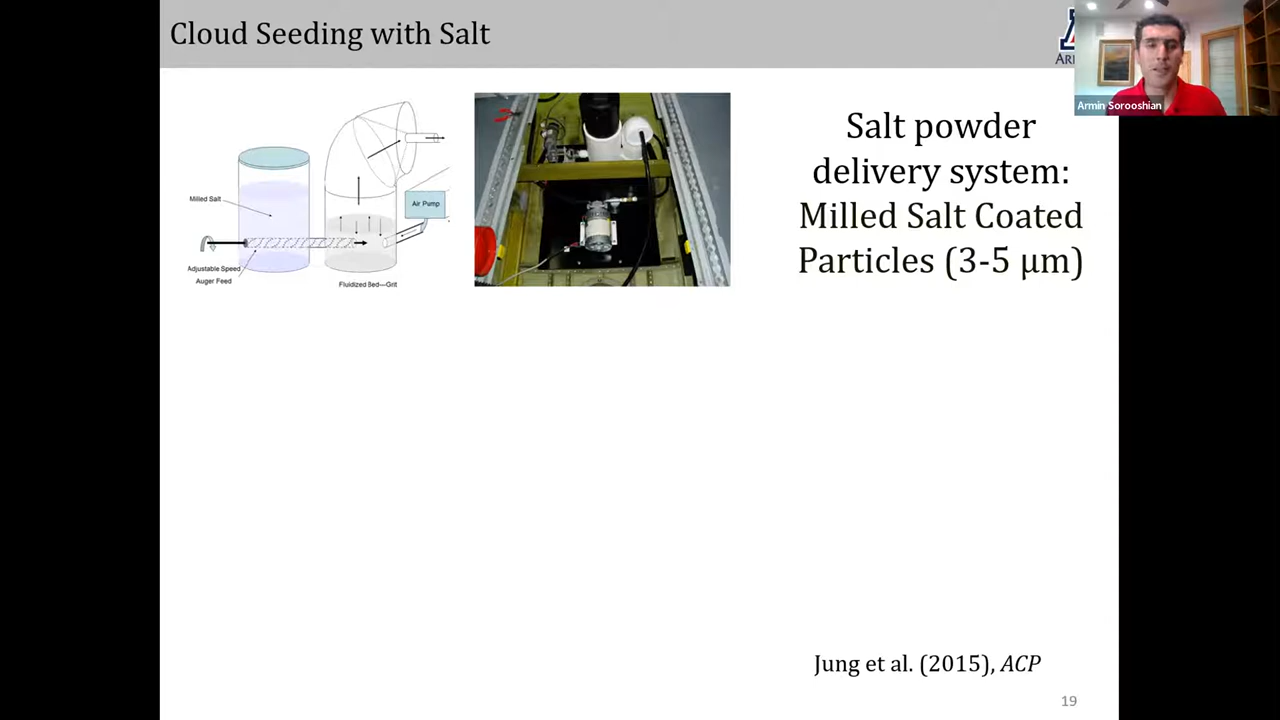 Cloud Seeding with Salt
Armin Sorooshian
Milled Salt
Adjustable Speed
Auger Feed
Air Pump
Fluidized Bed—Grit
Salt powder
delivery system:
Milled Salt Coated
Particles (3-5 μm)
Jung et al. (2015), ACP
19